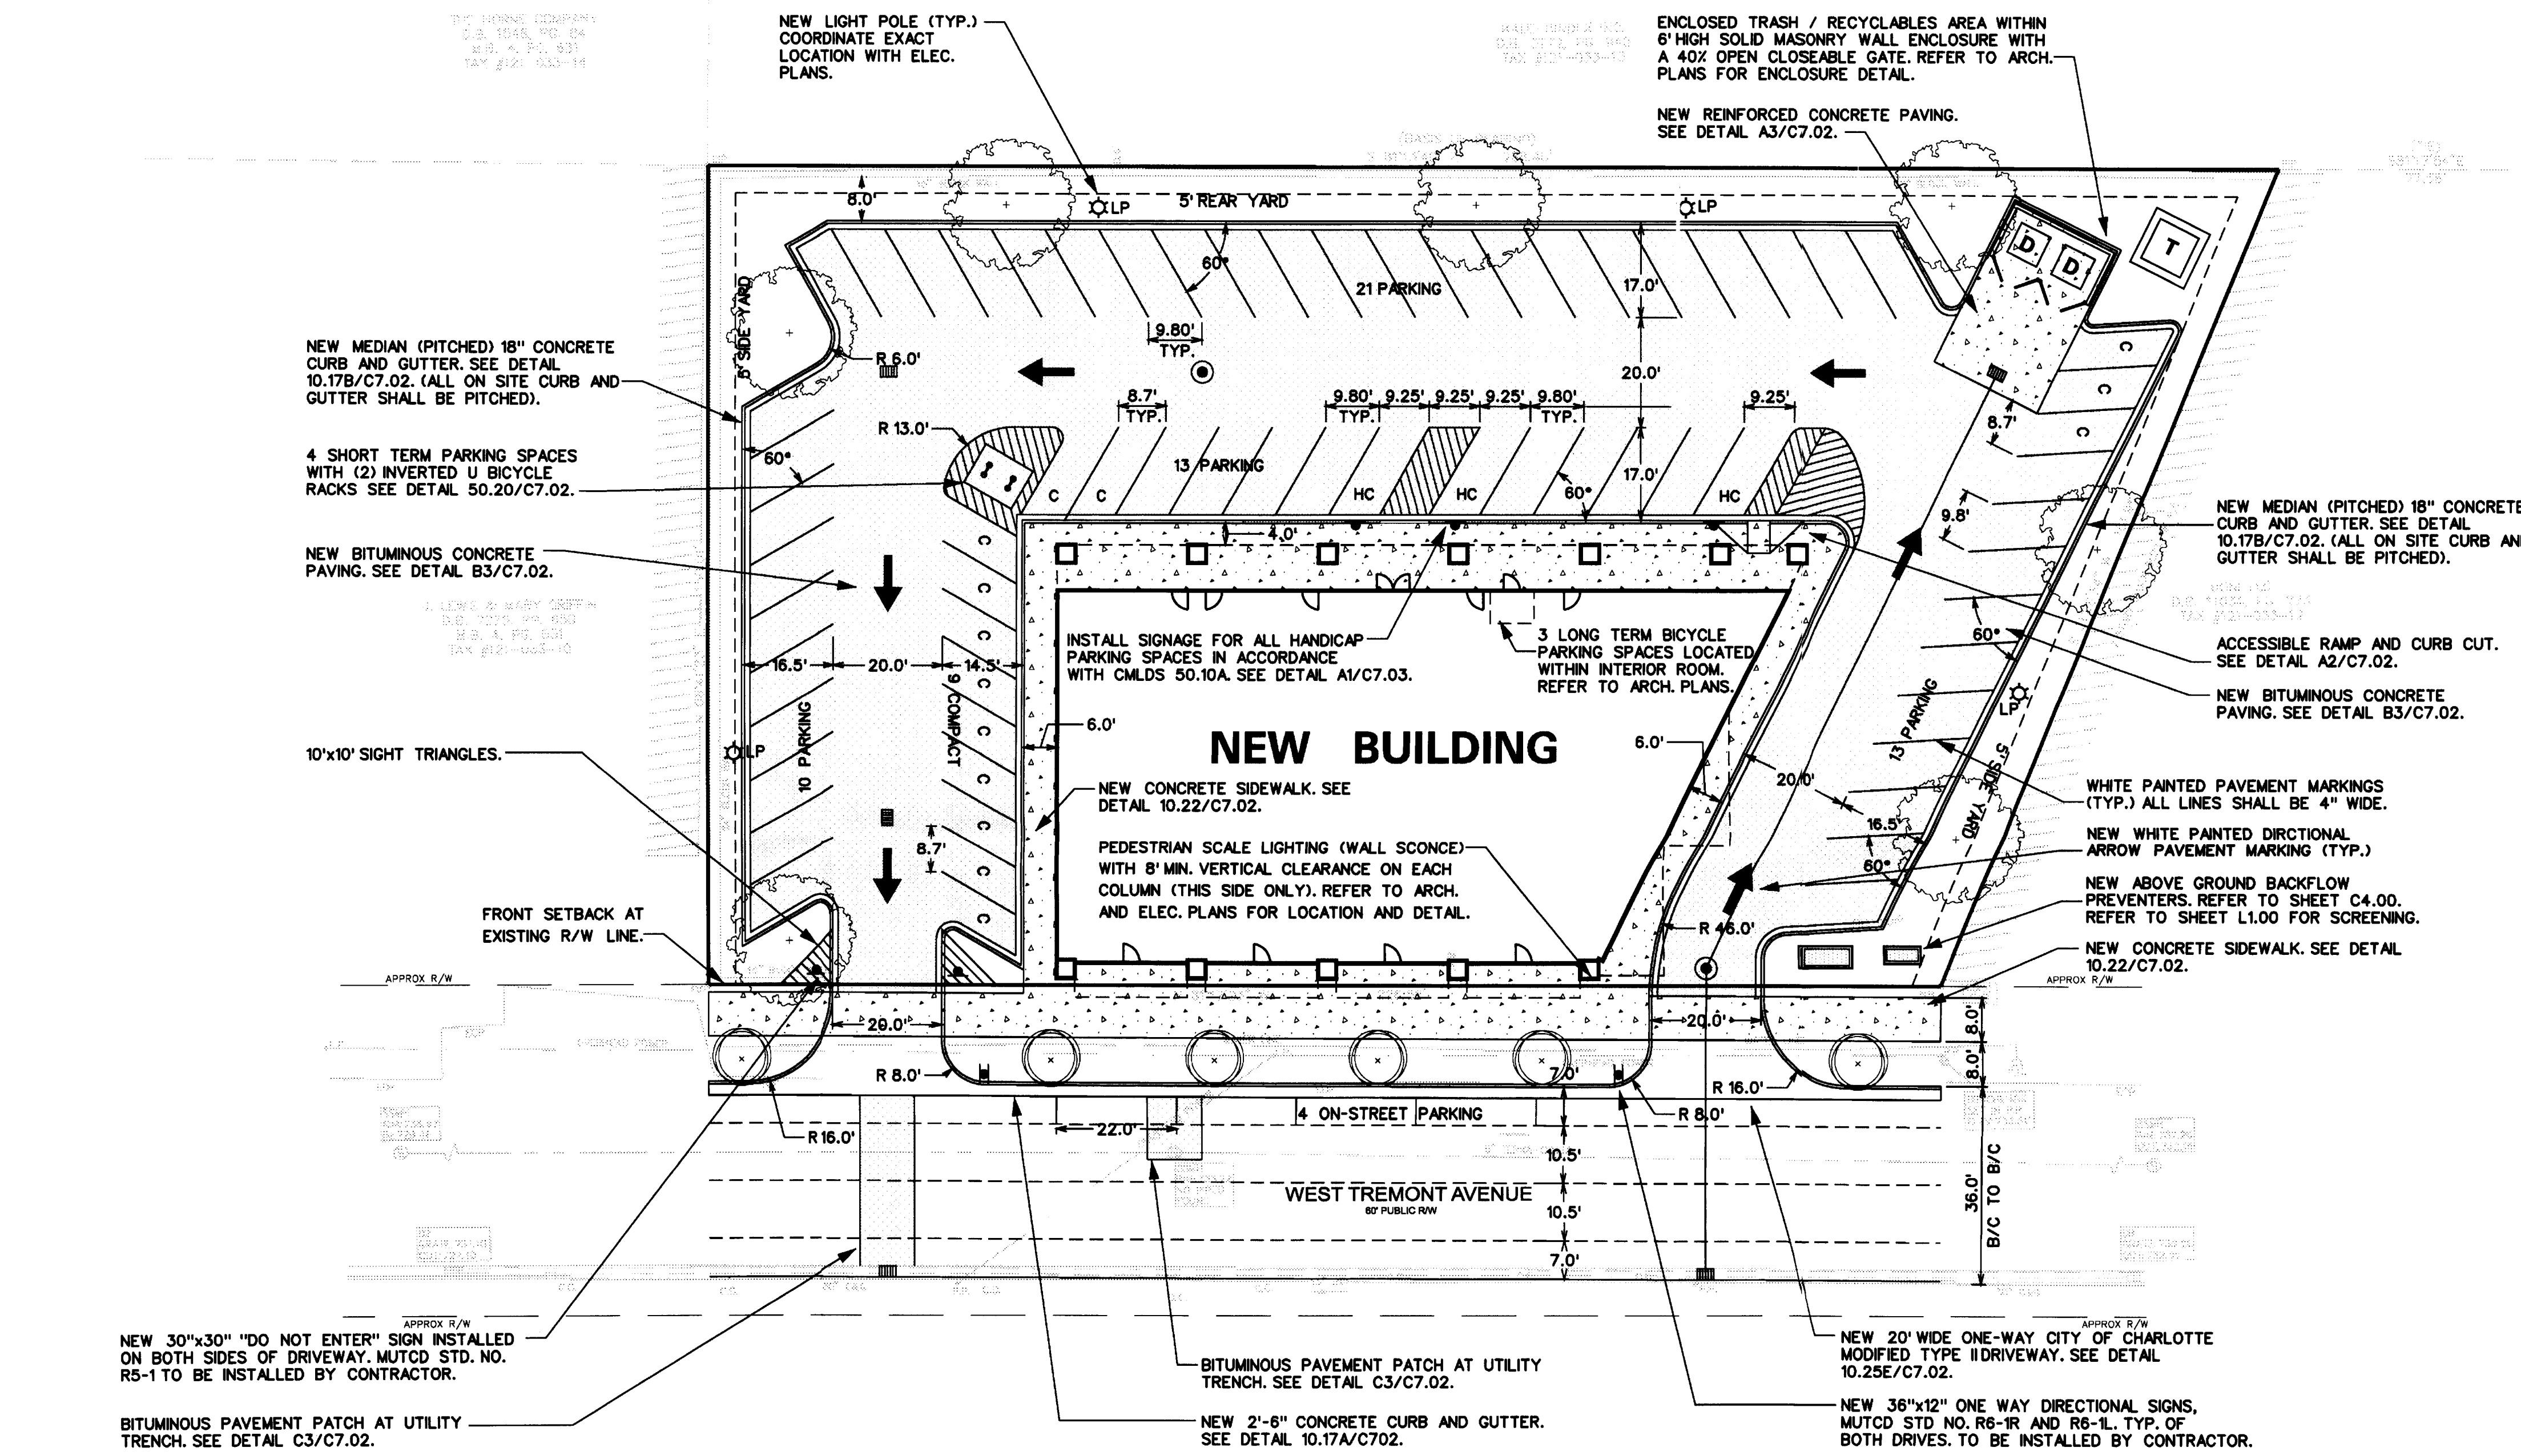 NEW LIGHT POLE (TYP.)
COORDINATE EXACT
LOCATION WITH ELEC.
PLANS.
ENCLOSED TRASH / RECYCLABLES AREA WITHIN
6' HIGH SOLID MASONRY WALL ENCLOSURE WITH
A 40% OPEN CLOSEABLE GATE. REFER TO ARCH.
PLANS FOR ENCLOSURE DETAIL.
NEW REINFORCED CONCRETE PAVING.
SEE DETAIL A3/C7.02.
8.0'
LP
5' REAR YARD
LP
D
D
T
60°
21 PARKING
17.0'
5' SIDE YARD
NEW MEDIAN (PITCHED) 18" CONCRETE
CURB AND GUTTER. SEE DETAIL
10.17B/C7.02. (ALL ON SITE CURB AND
GUTTER SHALL BE PITCHED).
9.80'
TYP.
R 6.0'
20.0'
C
C
C
8.7'
TYP.
9.80'
TYP.
9.25'
9.25'
9.25'
9.80'
TYP.
9.25'
8.7'
R 13.0'
4 SHORT TERM PARKING SPACES
WITH (2) INVERTED U BICYCLE
RACKS SEE DETAIL 50.20/C7.02.
60°
13 PARKING
17.0'
C
C
HC
HC
60°
HC
9.8'
NEW MEDIAN (PITCHED) 18" CONCRETE
CURB AND GUTTER. SEE DETAIL
10.17B/C7.02. (ALL ON SITE CURB AN
GUTTER SHALL BE PITCHED).
4.0'
NEW BITUMINOUS CONCRETE
PAVING. SEE DETAIL B3/C7.02.
C
C
C
C
C
C
C
C
C
INSTALL SIGNAGE FOR ALL HANDICAP
PARKING SPACES IN ACCORDANCE
WITH CMLDS 50.10A. SEE DETAIL A1/C7.03.
3 LONG TERM BICYCLE
PARKING SPACES LOCATED
WITHIN INTERIOR ROOM.
REFER TO ARCH. PLANS.
60°
ACCESSIBLE RAMP AND CURB CUT.
SEE DETAIL A2/C7.02.
NEW BITUMINOUS CONCRETE
PAVING. SEE DETAIL B3/C7.02.
16.5'
20.0'
14.5'
10 PARKING
9 COMPACT
6.0'
NEW BUILDING
6.0'
LP
13 PARKING
LP
10'x10' SIGHT TRIANGLES.
5' SIDE YARD
20.0'
NEW CONCRETE SIDEWALK. SEE
DETAIL 10.22/C7.02.
WHITE PAINTED PAVEMENT MARKINGS
(TYP.) ALL LINES SHALL BE 4" WIDE.
16.5'
8.7'
PEDESTRIAN SCALE LIGHTING (WALL SCONCE)
WITH 8' MIN. VERTICAL CLEARANCE ON EACH
COLUMN (THIS SIDE ONLY). REFER TO ARCH.
AND ELEC. PLANS FOR LOCATION AND DETAIL.
60°
NEW WHITE PAINTED DIRCTIONAL
ARROW PAVEMENT MARKING (TYP.)
NEW ABOVE GROUND BACKFLOW
PREVENTERS. REFER TO SHEET C4.00.
REFER TO SHEET L1.00 FOR SCREENING.
FRONT SETBACK AT
EXISTING R/W LINE.
R 46.0'
NEW CONCRETE SIDEWALK. SEE DETAIL
10.22/C7.02.
APPROX R/W
APPROX R/W
20.0'
20.0'
8.0'
8.0'
R 8.0'
7.0'
R 16.0'
R 8.0'
4 ON-STREET PARKING
22.0'
R 16.0'
10.5'
WEST TREMONT AVENUE
60' PUBLIC R/W
10.5'
7.0'
36.0'
B/C TO B/C
APPROX R/W
APPROX R/W
NEW 30"x30" "DO NOT ENTER" SIGN INSTALLED
ON BOTH SIDES OF DRIVEWAY. MUTCD STD. NO.
R5-1 TO BE INSTALLED BY CONTRACTOR.
BITUMINOUS PAVEMENT PATCH AT UTILITY
TRENCH. SEE DETAIL C3/C7.02.
BITUMINOUS PAVEMENT PATCH AT UTILITY
TRENCH. SEE DETAIL C3/C7.02.
NEW 2'-6" CONCRETE CURB AND GUTTER.
SEE DETAIL 10.17A/C702.
NEW 20' WIDE ONE-WAY CITY OF CHARLOTTE
MODIFIED TYPE II DRIVEWAY. SEE DETAIL
10.25E/C7.02.
NEW 36"x12" ONE WAY DIRECTIONAL SIGNS,
MUTCD STD NO. R6-1R AND R6-1L. TYP. OF
BOTH DRIVES. TO BE INSTALLED BY CONTRACTOR.